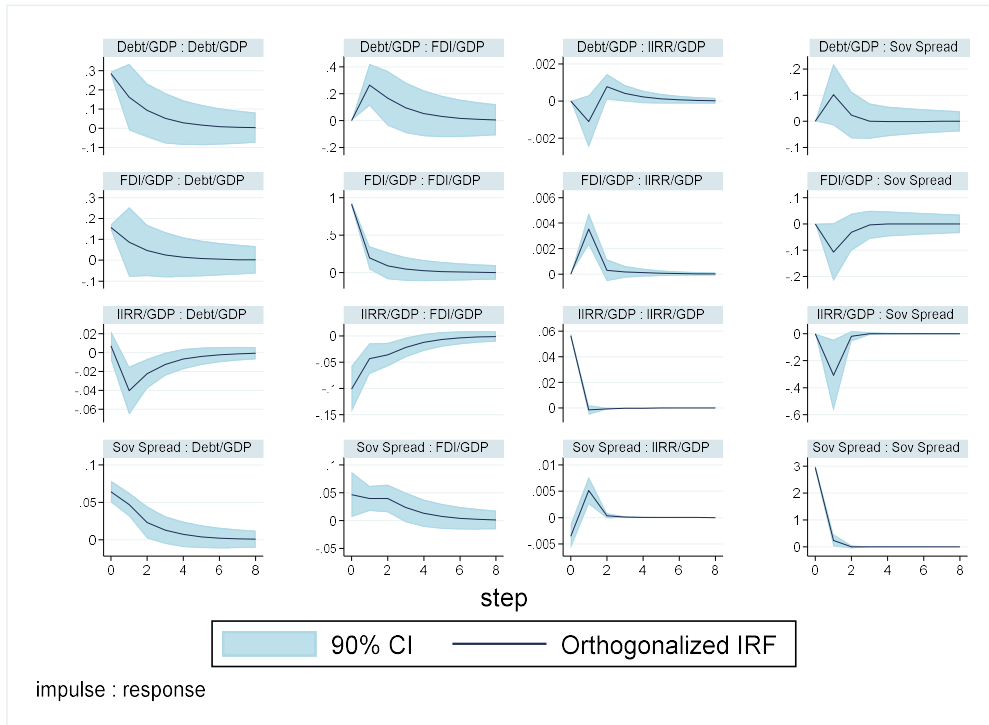 Debt/GDP : Debt/GDP
.3
.2
.1
0
-.1
Debt/GDP : FDI/GDP
.4
.2
0
-.2
Debt/GDP : IIRR/GDP
.002
0
-.002
Debt/GDP : Sov Spread
.2
.1
0
-.1
FDI/GDP : Debt/GDP
.3
.2
.1
0
-.1
FDI/GDP : FDI/GDP
1
.5
0
FDI/GDP : IIRR/GDP
.006
.004
.002
0
FDI/GDP : Sov Spread
.1
0
-.1
-.2
IIRR/GDP : Debt/GDP
.02
0
-.02
-.04
-.06
IIRR/GDP : FDI/GDP
0
-.05
-.1
-.15
IIRR/GDP : IIRR/GDP
.06
.04
.02
0
IIRR/GDP : Sov Spread
0
-.2
-.4
-.6
Sov Spread : Debt/GDP
.1
.05
0
Sov Spread : FDI/GDP
.1
.05
0
-.05
Sov Spread : IIRR/GDP
.01
.005
0
-.005
Sov Spread : Sov Spread
3
2
1
0
0 2 4 6 8
0 2 4 6 8
0 2 4 6 8
0 2 4 6 8
step
90% CI Orthogonalized IRF
impulse : response